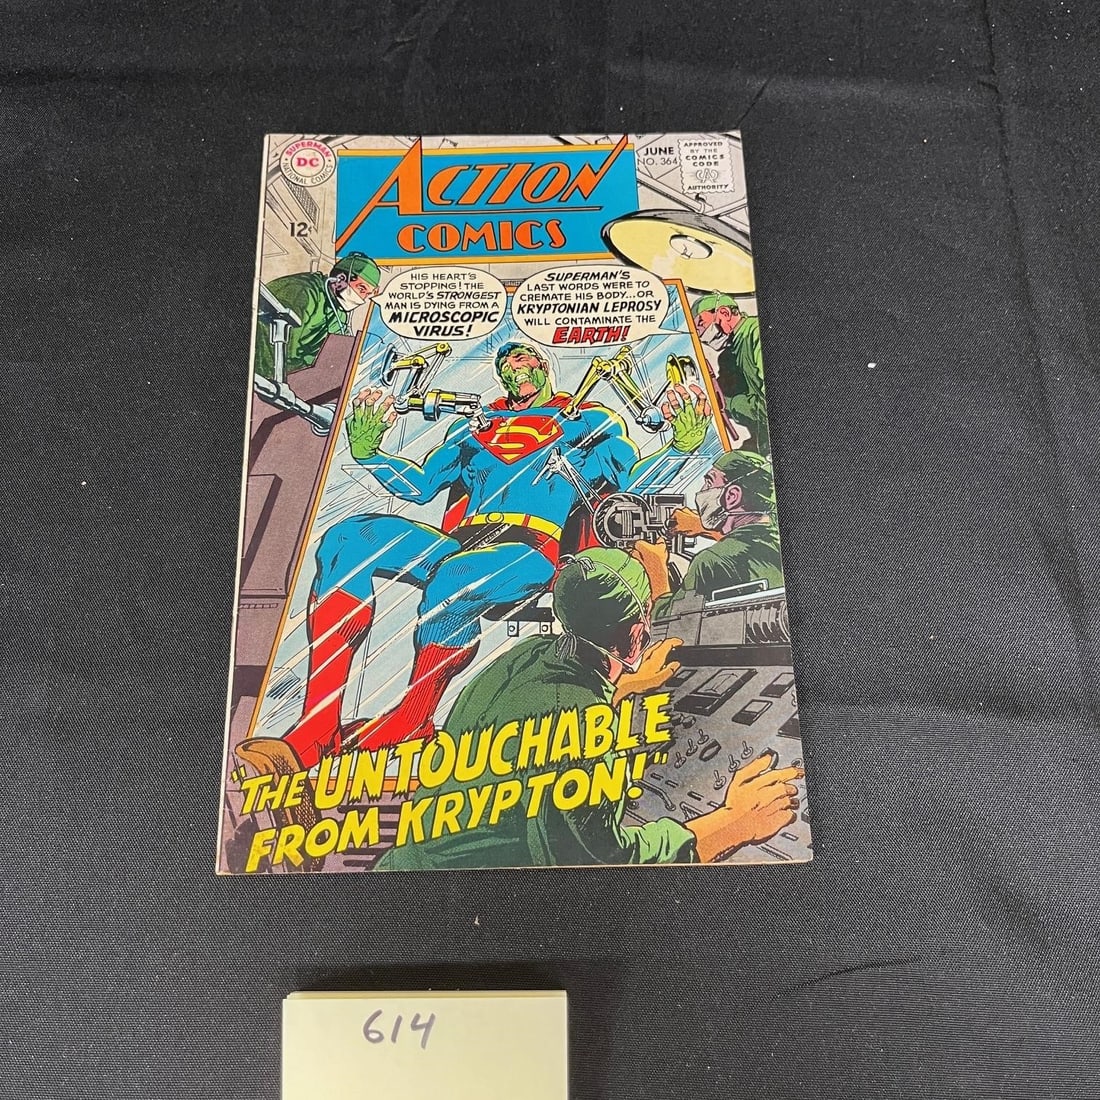 SUPERMAN
DC
NATIONAL COMICS
12¢
ACTION
COMICS
JUNE
NO. 364
APPROVED
BY THE
COMICS
CODE
CA
AUTHORITY
HIS HEART'S
STOPPING! THE
WORLD'S STRONGEST
MAN IS DYING FROM A
MICROSCOPIC
VIRUS!
SUPERMAN'S
LAST WORDS WERE TO
CREMATE HIS BODY...OR
KRYPTONIAN LEPROSY
WILL CONTAMINATE THE
EARTH!
S
"THE UNTOUCHABLE
FROM KRYPTON!"
614